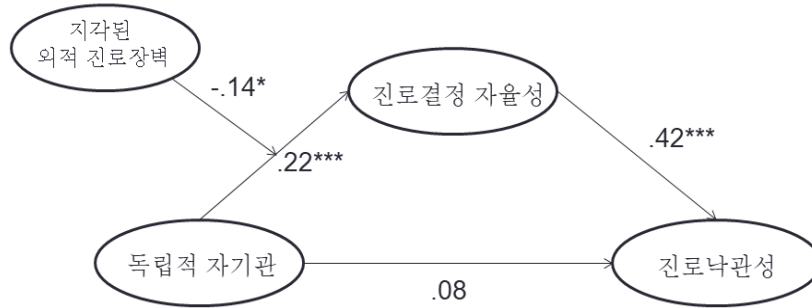 지각된
외적 진로장벽
-.14*
진로결정 자율성
.22***
.42***
독립적 자기관
.08
진로낙관성